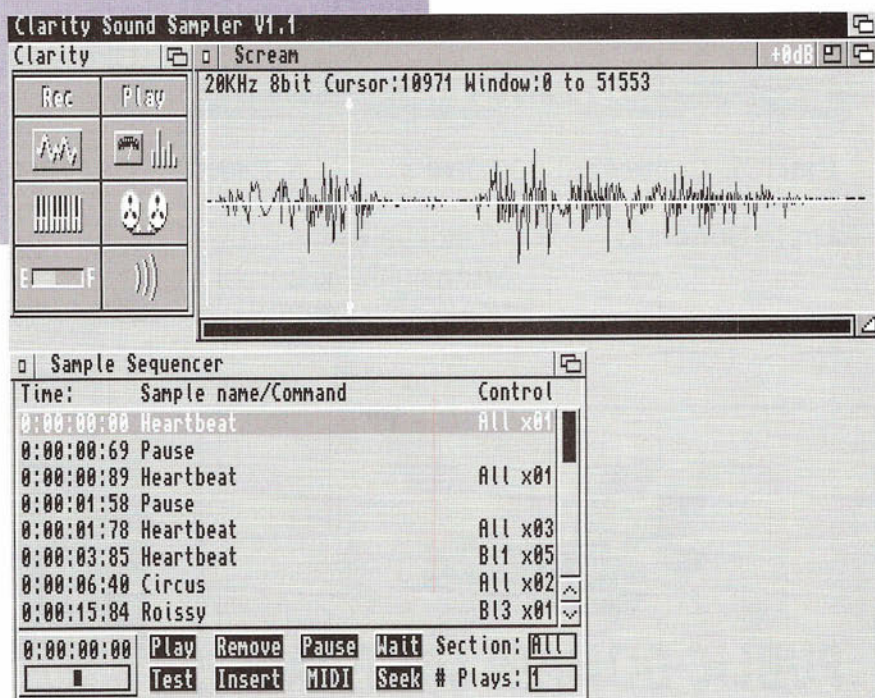 Clarity Sound Sampler V1.1
Clarity
Rec Play
E F
Scream +0dB
20KHz 8bit Cursor:10971 Window:0 to 51553
Sample Sequencer
Time: Sample name/Command Control
0:00:00:00 Heartbeat All x01
0:00:00:69 Pause
0:00:00:89 Heartbeat All x01
0:00:01:58 Pause
0:00:01:78 Heartbeat All x03
0:00:03:85 Heartbeat Bl1 x05
0:00:06:40 Circus All x02
0:00:15:84 Roissy Bl3 x01
0:00:00:00 Play Remove Pause Wait Section: All
Test Insert MIDI Seek # Plays: 1